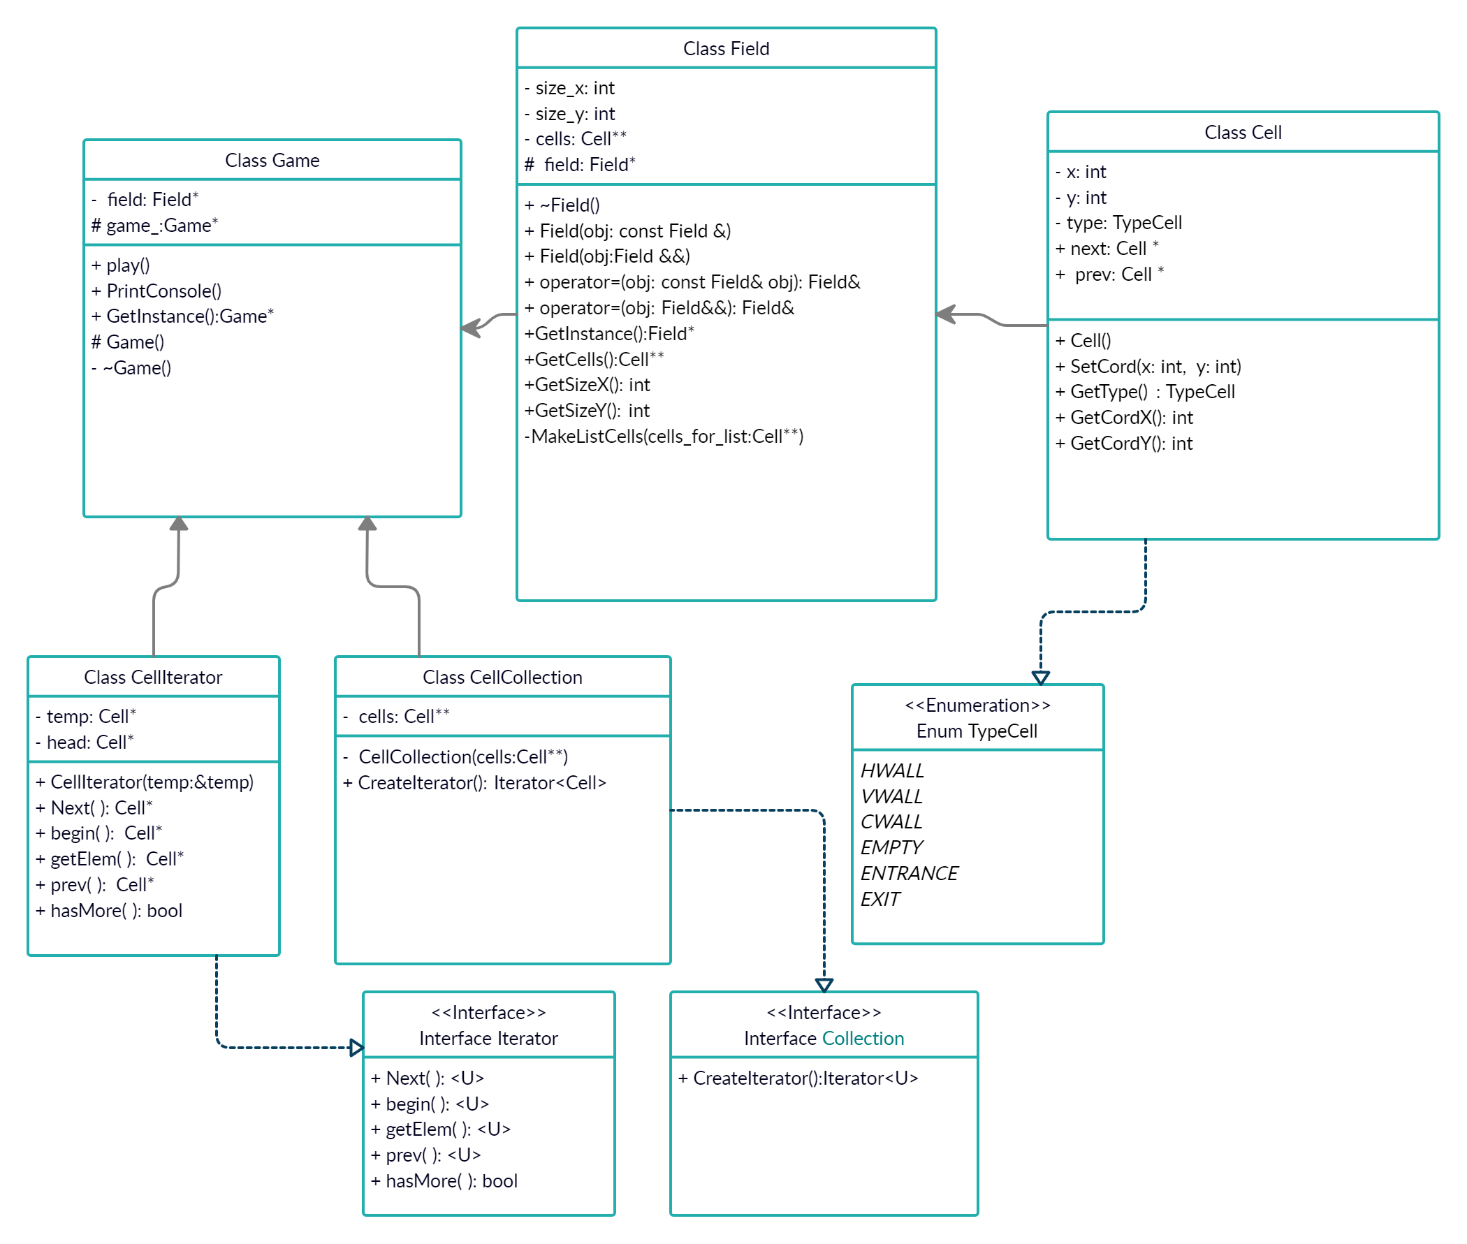 Class Field
- size_x: int
- size_y: int
- cells: Cell**
#  field: Field*
+ ~Field()
+ Field(obj: const Field &)
+ Field(obj:Field &&)
+ operator=(obj: const Field& obj): Field&
+ operator=(obj: Field&&): Field&
+GetInstance():Field*
+GetCells():Cell**
+GetSizeX(): int
+GetSizeY(): int
-MakeListCells(cells_for_list:Cell**)
Class Cell
- x: int
- y: int
- type: TypeCell
+ next: Cell *
+  prev: Cell *
+ Cell()
+ SetCord(x: int,  y: int)
+ GetType()  : TypeCell
+ GetCordX(): int
+ GetCordY(): int
Class Game
-  field: Field*
# game_:Game*
+ play()
+ PrintConsole()
+ GetInstance():Game*
# Game()
- ~Game()
Class CellIterator
- temp: Cell*
- head: Cell*
+ CellIterator(temp:&temp)
+ Next( ): Cell*
+ begin( ):  Cell*
+ getElem( ):  Cell*
+ prev( ):  Cell*
+ hasMore( ): bool
Class CellCollection
-  cells: Cell**
-  CellCollection(cells:Cell**)
+ CreateIterator(): Iterator<Cell>
<<Enumeration>>
Enum TypeCell
HWALL
VWALL
CWALL
EMPTY
ENTRANCE
EXIT
<<Interface>>
Interface Iterator
+ Next( ): <U>
+ begin( ): <U>
+ getElem( ): <U>
+ prev( ): <U>
+ hasMore( ): bool
<<Interface>>
Interface Collection
+ CreateIterator():Iterator<U>